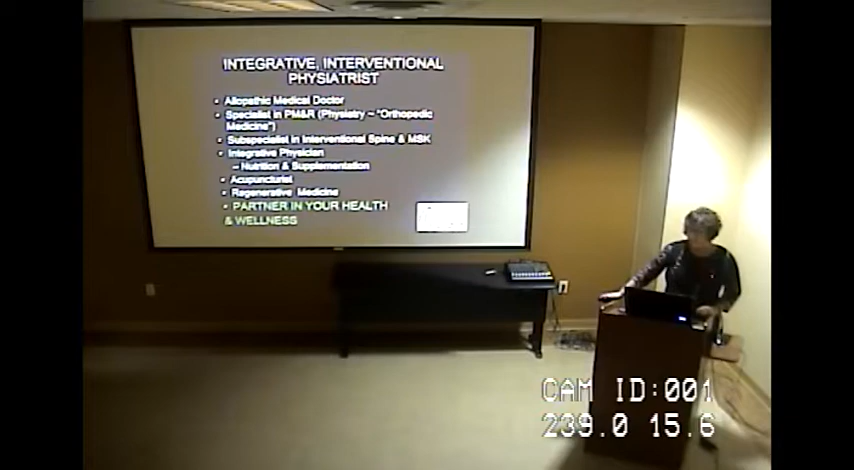 INTEGRATIVE, INTERVENTIONAL
PHYSIATRIST
• Allopathic Medical Doctor
• Specialist in PM&R (Physiatry ~ "Orthopedic
Medicine")
• Subspecialist in Interventional Spine & MSK
• Integrative Physician
– Nutrition & Supplementation
• Acupuncturist
• Regenerative Medicine
• PARTNER IN YOUR HEALTH
& WELLNESS
CAM ID:001
239.0 15.6